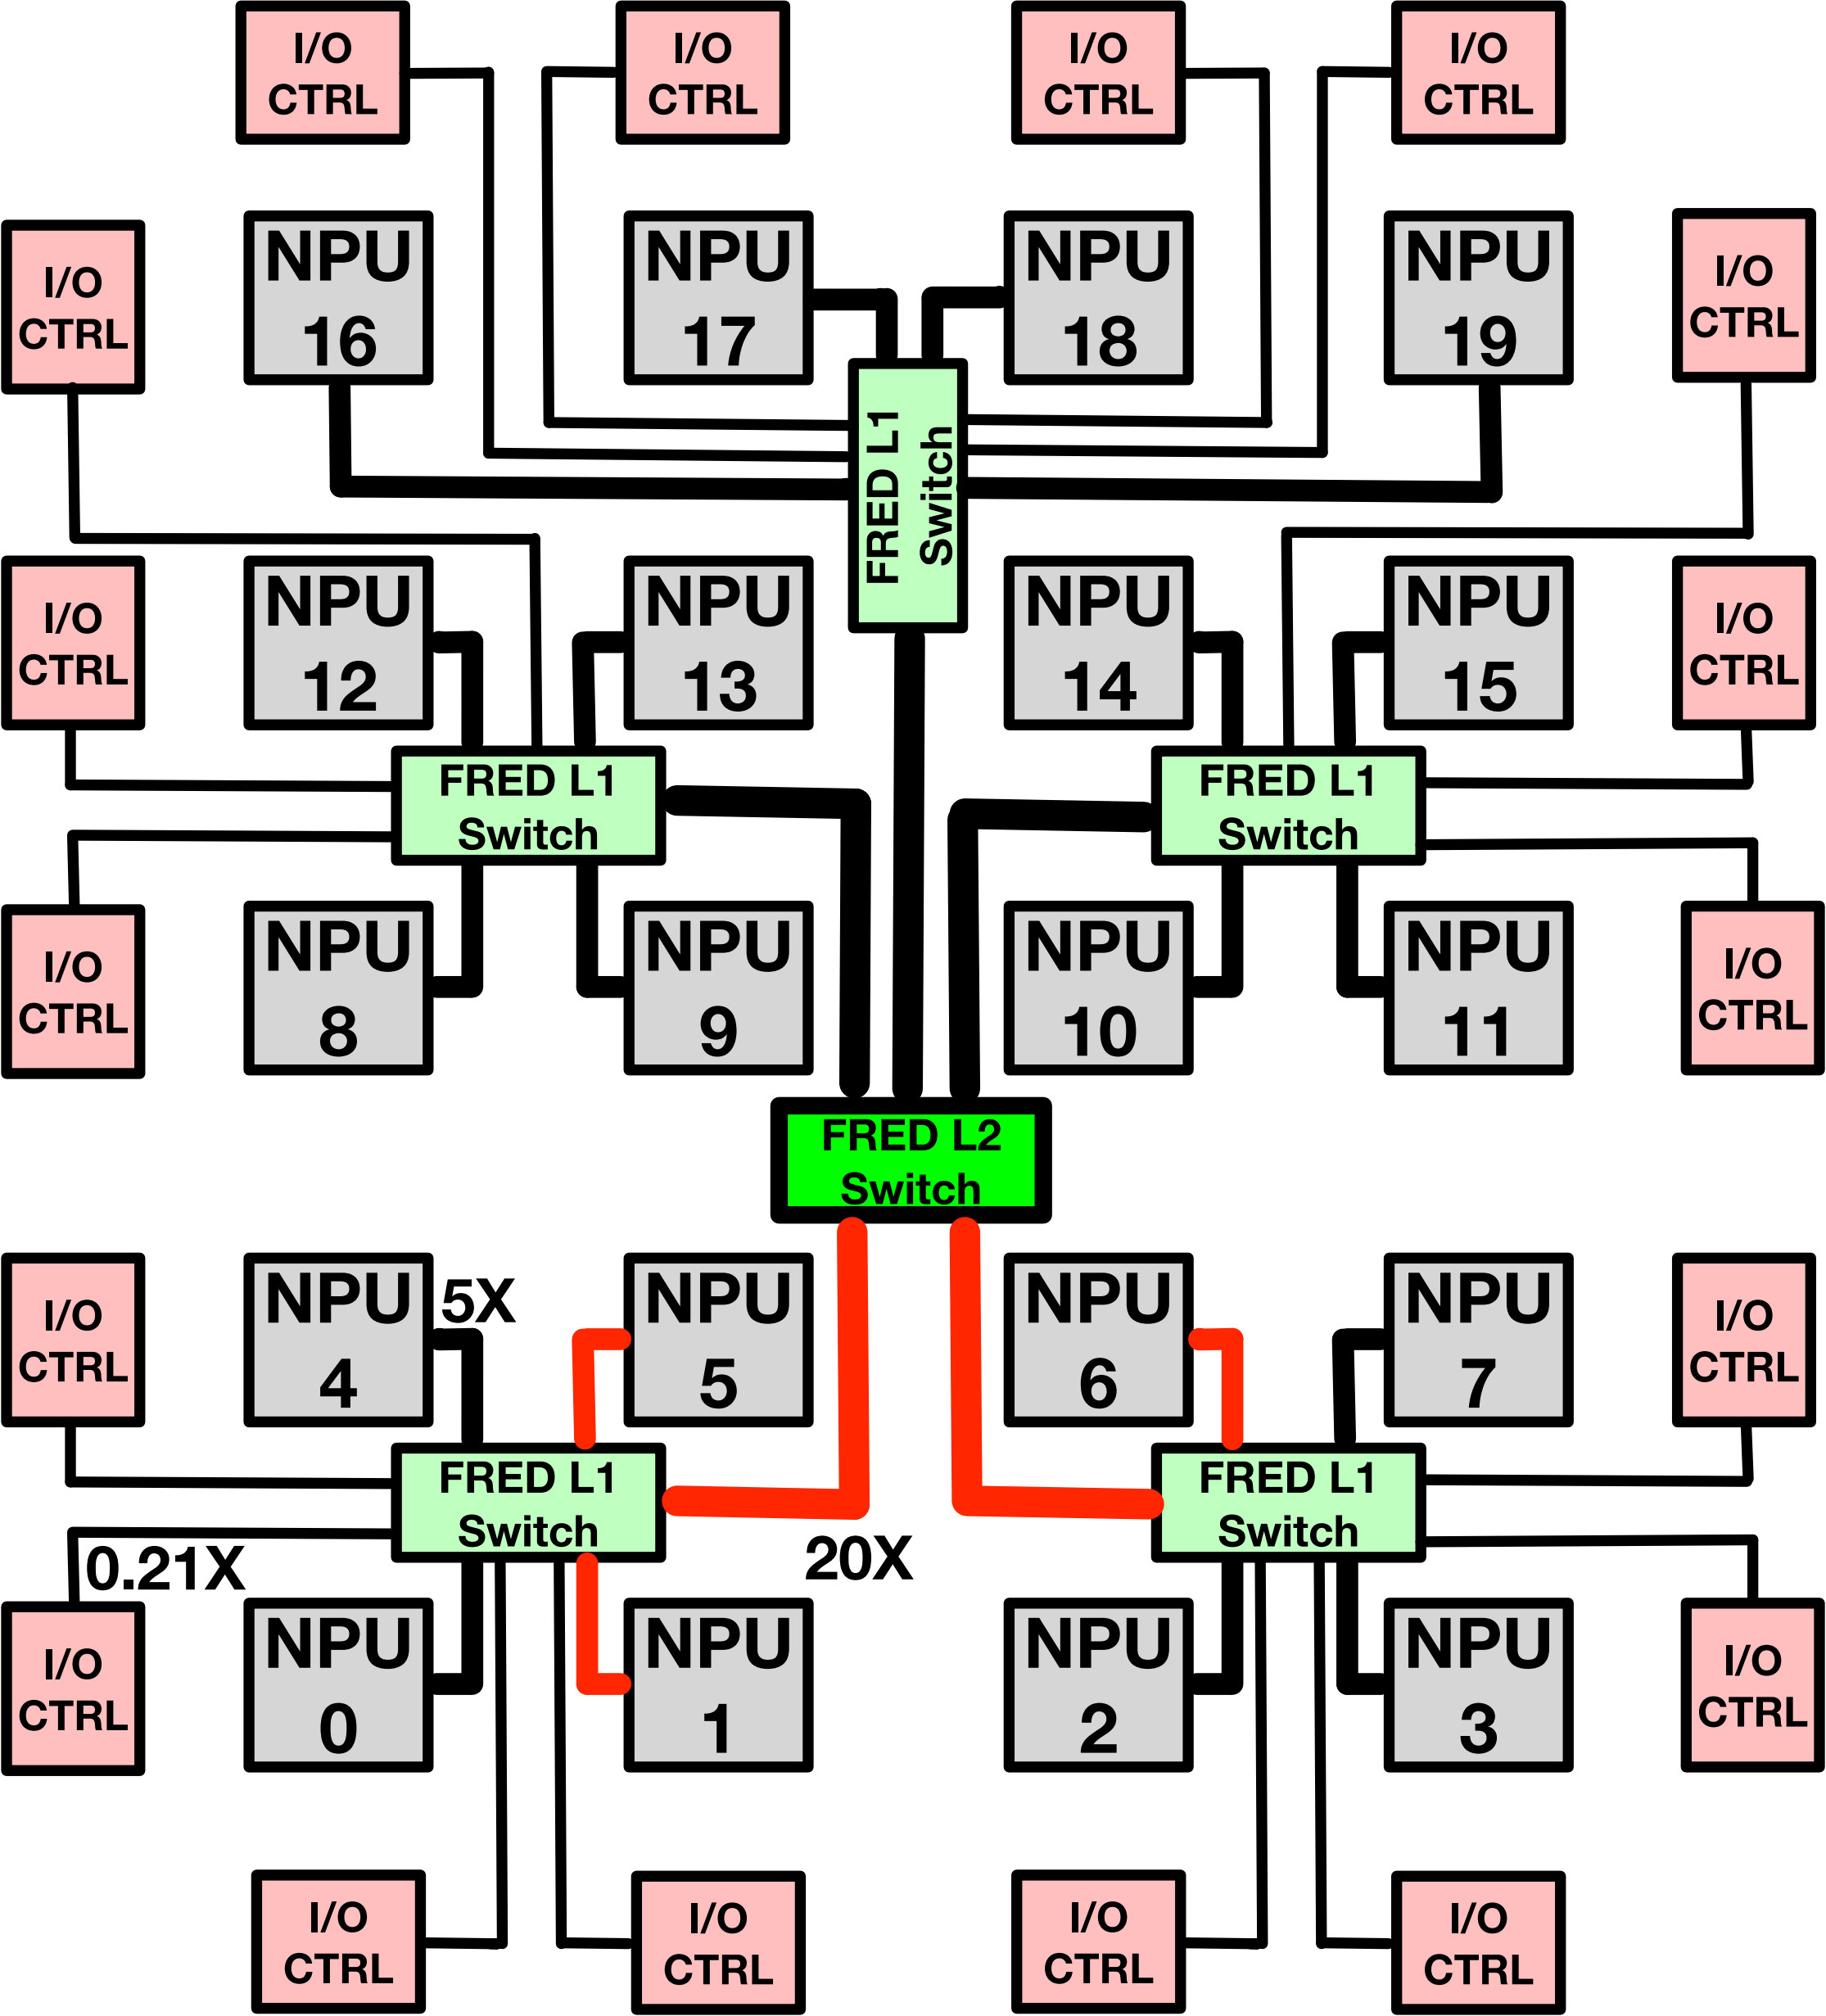 I/O
CTRL
I/O
CTRL
I/O
CTRL
I/O
CTRL
I/O
CTRL
NPU
16
NPU
17
NPU
18
NPU
19
I/O
CTRL
FRED L1
Switch
I/O
CTRL
NPU
12
NPU
13
NPU
14
NPU
15
I/O
CTRL
FRED L1
Switch
FRED L1
Switch
I/O
CTRL
NPU
8
NPU
9
NPU
10
NPU
11
I/O
CTRL
FRED L2
Switch
I/O
CTRL
NPU
4
5X
NPU
5
NPU
6
NPU
7
I/O
CTRL
FRED L1
Switch
20X
FRED L1
Switch
0.21X
I/O
CTRL
NPU
0
NPU
1
NPU
2
NPU
3
I/O
CTRL
I/O
CTRL
I/O
CTRL
I/O
CTRL
I/O
CTRL